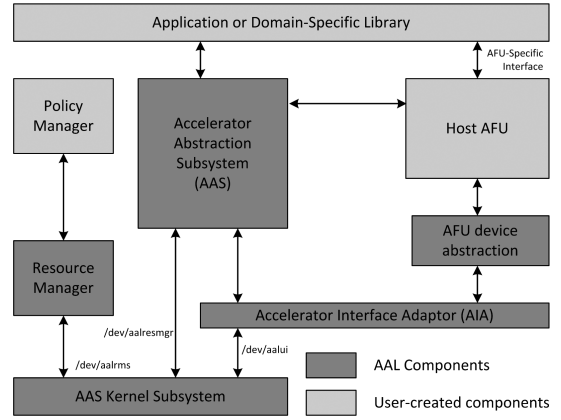 Application or Domain-Specific Library
AFU-Specific
Interface
Policy
Manager
Accelerator
Abstraction
Subsystem
(AAS)
Host AFU
AFU device
abstraction
Resource
Manager
Accelerator Interface Adaptor (AIA)
/dev/aalresmgr
/dev/aalui
/dev/aalrms
AAS Kernel Subsystem
AAL Components
User-created components